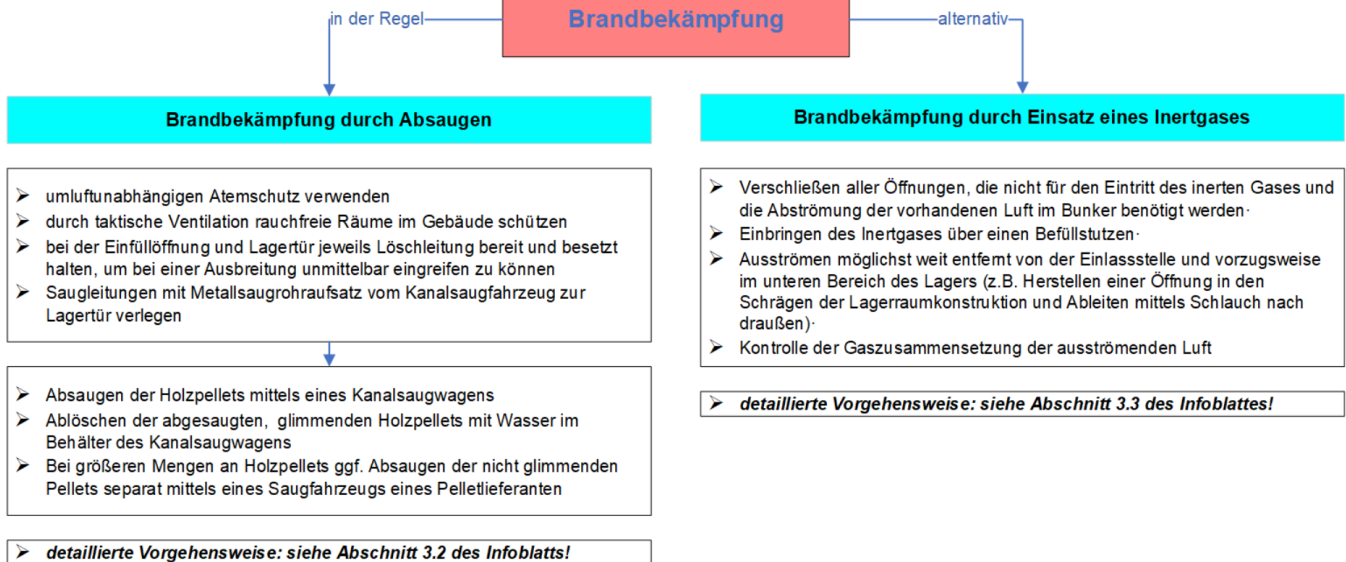 in der Regel
Brandbekämpfung
alternativ
Brandbekämpfung durch Absaugen
umluftunabhängigen Atemschutz verwenden
durch taktische Ventilation rauchfreie Räume im Gebäude schützen
bei der Einfüllöffnung und Lagertür jeweils Löschleitung bereit und besetzt
halten, um bei einer Ausbreitung unmittelbar eingreifen zu können
Saugleitungen mit Metallsaugrohraufsatz vom Kanalsaugfahrzeug zur
Lagertür verlegen
Absaugen der Holzpellets mittels eines Kanalsaugwagens
Ablöschen der abgesaugten, glimmenden Holzpellets mit Wasser im
Behälter des Kanalsaugwagens
Bei größeren Mengen an Holzpellets ggf. Absaugen der nicht glimmenden
Pellets separat mittels eines Saugfahrzeugs eines Pelletlieferanten
detaillierte Vorgehensweise: siehe Abschnitt 3.2 des Infoblatts!
Brandbekämpfung durch Einsatz eines Inertgases
Verschließen aller Öffnungen, die nicht für den Eintritt des inerten Gases und
die Abströmung der vorhandenen Luft im Bunker benötigt werden·
Einbringen des Inertgases über einen Befüllstutzen·
Ausströmen möglichst weit entfernt von der Einlassstelle und vorzugsweise
im unteren Bereich des Lagers (z.B. Herstellen einer Öffnung in den
Schrägen der Lagerraumkonstruktion und Ableiten mittels Schlauch nach
draußen)·
Kontrolle der Gaszusammensetzung der ausströmenden Luft
detaillierte Vorgehensweise: siehe Abschnitt 3.3 des Infoblattes!